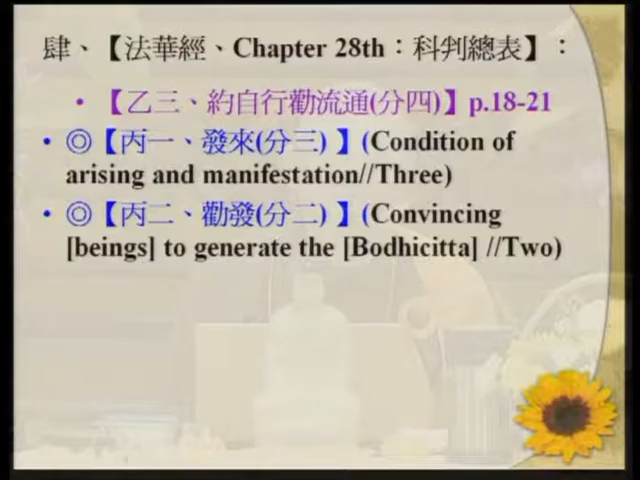 肆、【法華經、Chapter 28th：科判總表】：
• 【乙三、約自行勸流通(分四)】p.18-21
• ◎【丙一、發來(分三) 】(Condition of
arising and manifestation//Three)
• ◎【丙二、勸發(分二) 】(Convincing
[beings] to generate the [Bodhicitta] //Two)